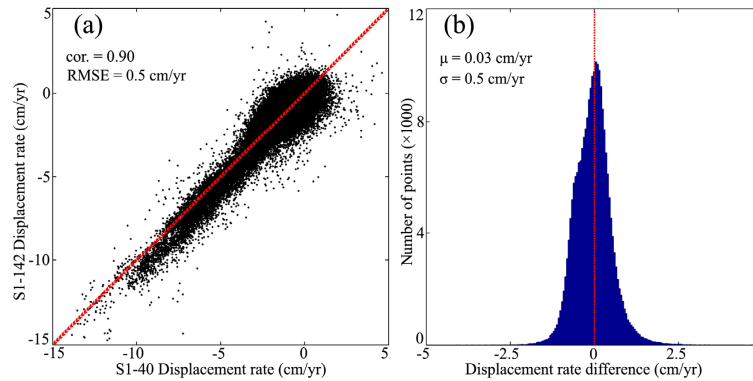 (a)
cor. = 0.90
RMSE = 0.5 cm/yr
S1-142 Displacement rate (cm/yr)
5
0
-5
-10
-15
-15
-10
-5
0
5
S1-40 Displacement rate (cm/yr)
(b)
μ = 0.03 cm/yr
σ = 0.5 cm/yr
Number of points (×1000)
12
8
4
0
-5
-2.5
0
2.5
Displacement rate difference (cm/yr)